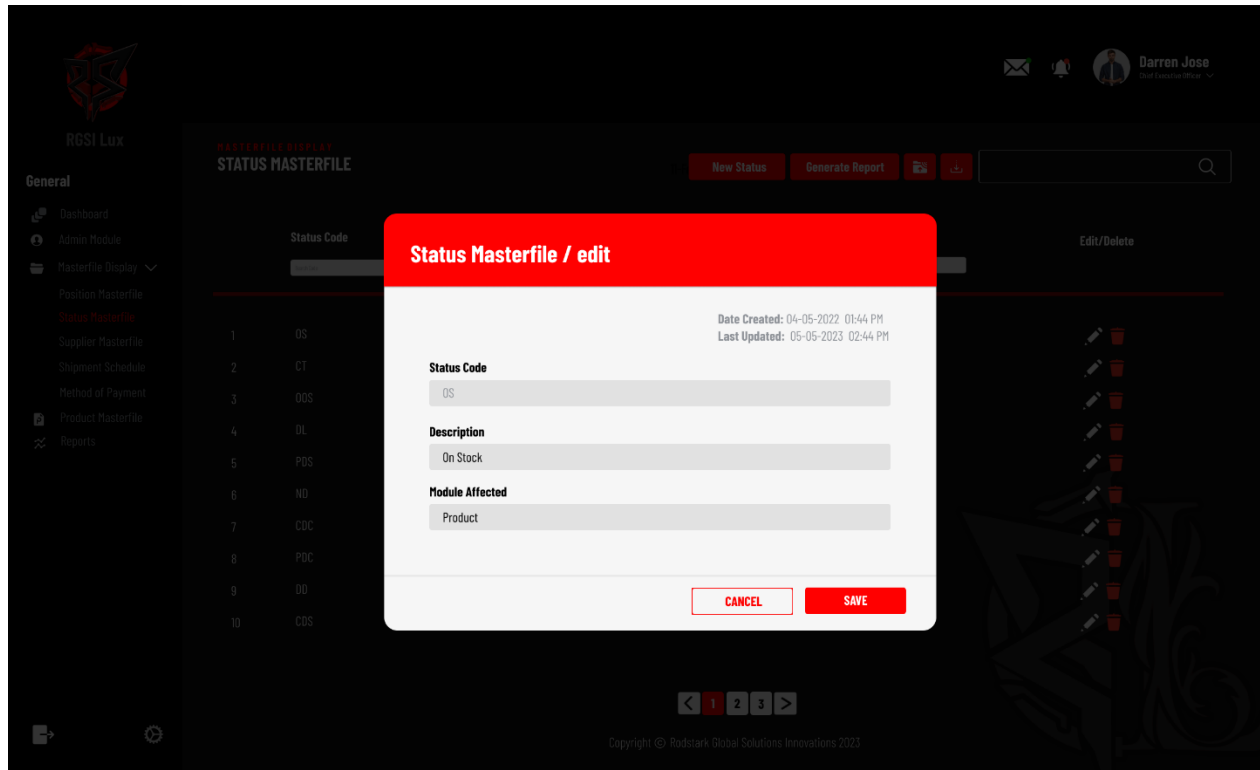 RGSI Lux
Darren Jose
Chief Executive Officer
General
Dashboard
Admin Module
Masterfile Display
Position Masterfile
Status Masterfile
Supplier Masterfile
Shipment Schedule
Method of Payment
Product Masterfile
Reports
MASTERFILE DISPLAY
STATUS MASTERFILE
New Status
Generate Report
Status Code
Edit/Delete
1 OS
2 CT
3 OOS
4 DL
5 PDS
6 ND
7 CDC
8 PDC
9 OD
10 CDS
Status Masterfile / edit
Date Created: 04-05-2022 01:44 PM
Last Updated: 05-05-2023 02:44 PM
Status Code
OS
Description
On Stock
Module Affected
Product
CANCEL
SAVE
1 2 3
Copyright © Rodstark Global Solutions Innovations 2023